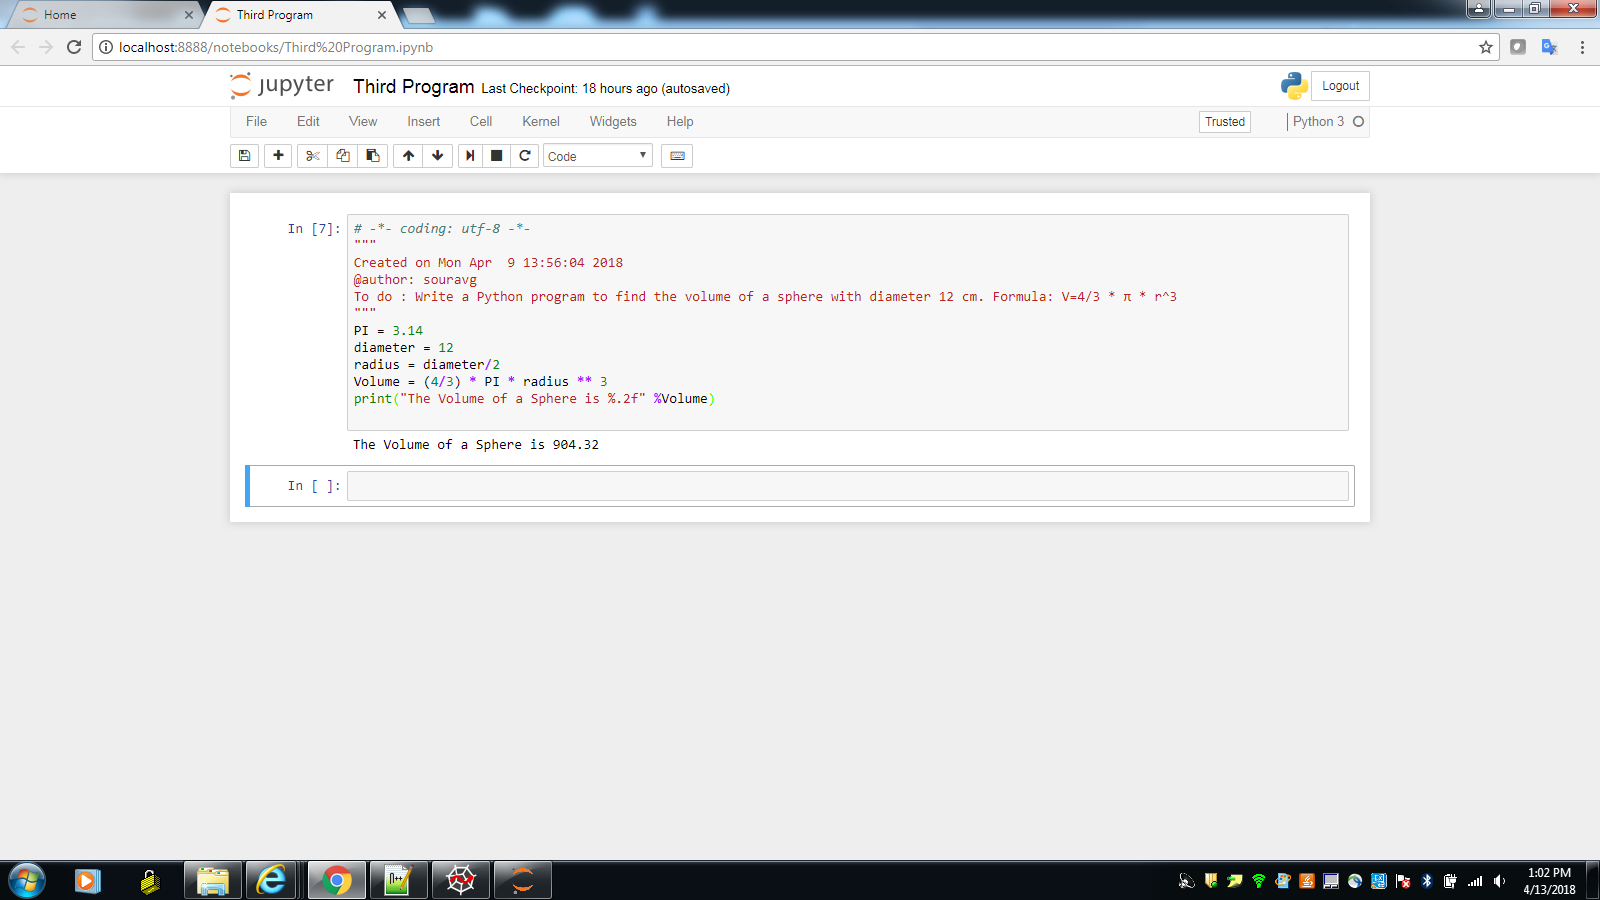 Home
Third Program
localhost:8888/notebooks/Third%20Program.ipynb
jupyter Third Program Last Checkpoint: 18 hours ago (autosaved)
Logout
File Edit View Insert Cell Kernel Widgets Help
Trusted
Python 3
Code
In [7]:
# -*- coding: utf-8 -*-
"""
Created on Mon Apr  9 13:56:04 2018
@author: souravg
To do : Write a Python program to find the volume of a sphere with diameter 12 cm. Formula: V=4/3 * π * r^3
"""
PI = 3.14
diameter = 12
radius = diameter/2
Volume = (4/3) * PI * radius ** 3
print("The Volume of a Sphere is %.2f" %Volume)
The Volume of a Sphere is 904.32
In [ ]:
1:02 PM
4/13/2018